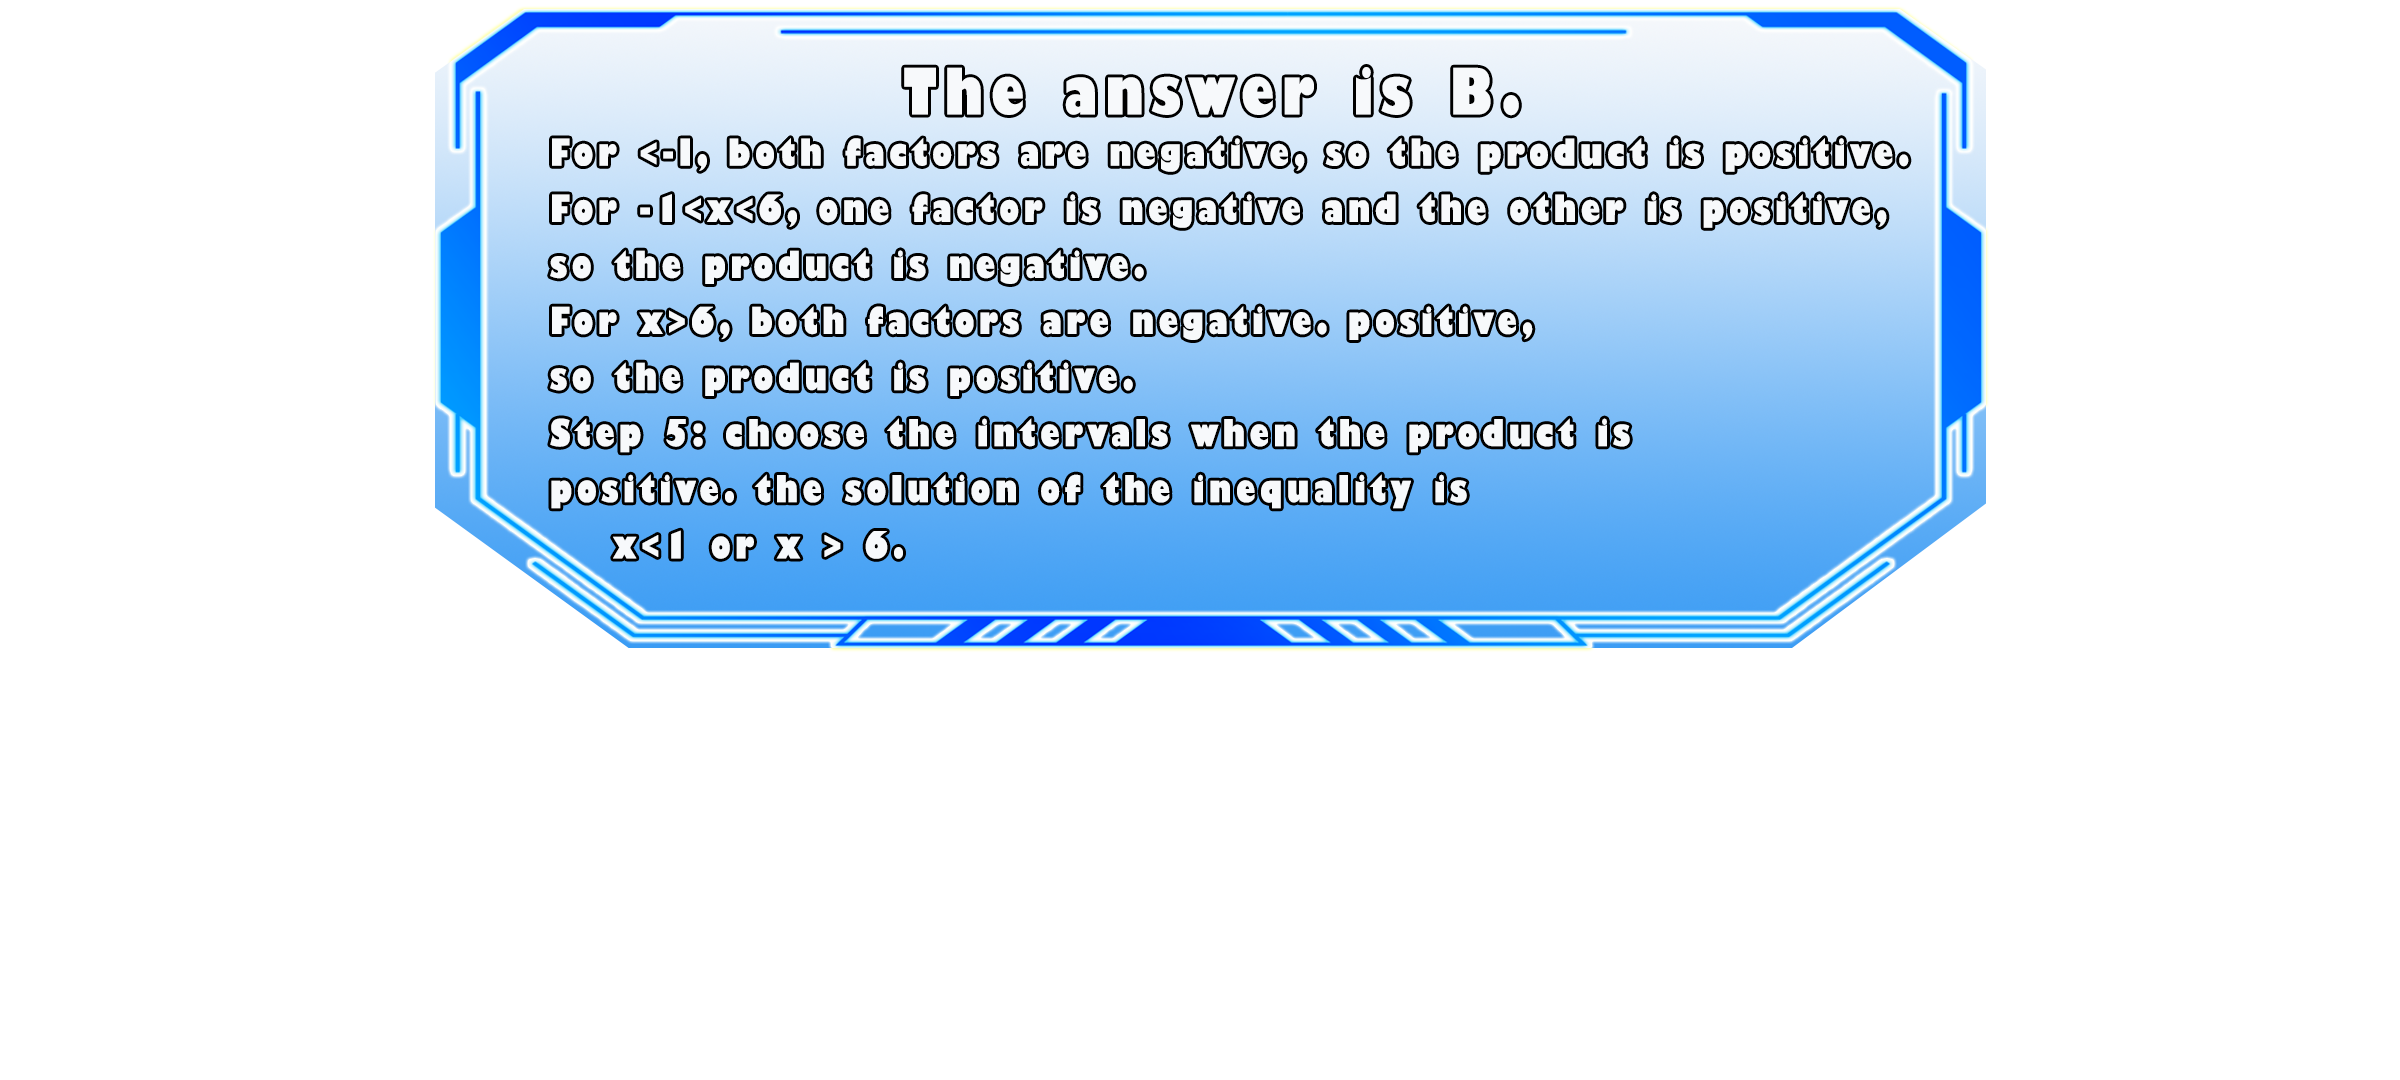 The answer is B.
For <-1, both factors are negative, so the product is positive.
For -1<x<6, one factor is negative and the other is positive,
so the product is negative.
For x>6, both factors are negative. positive,
so the product is positive.
Step 5: choose the intervals when the product is
positive. the solution of the inequality is
x<1 or x > 6.